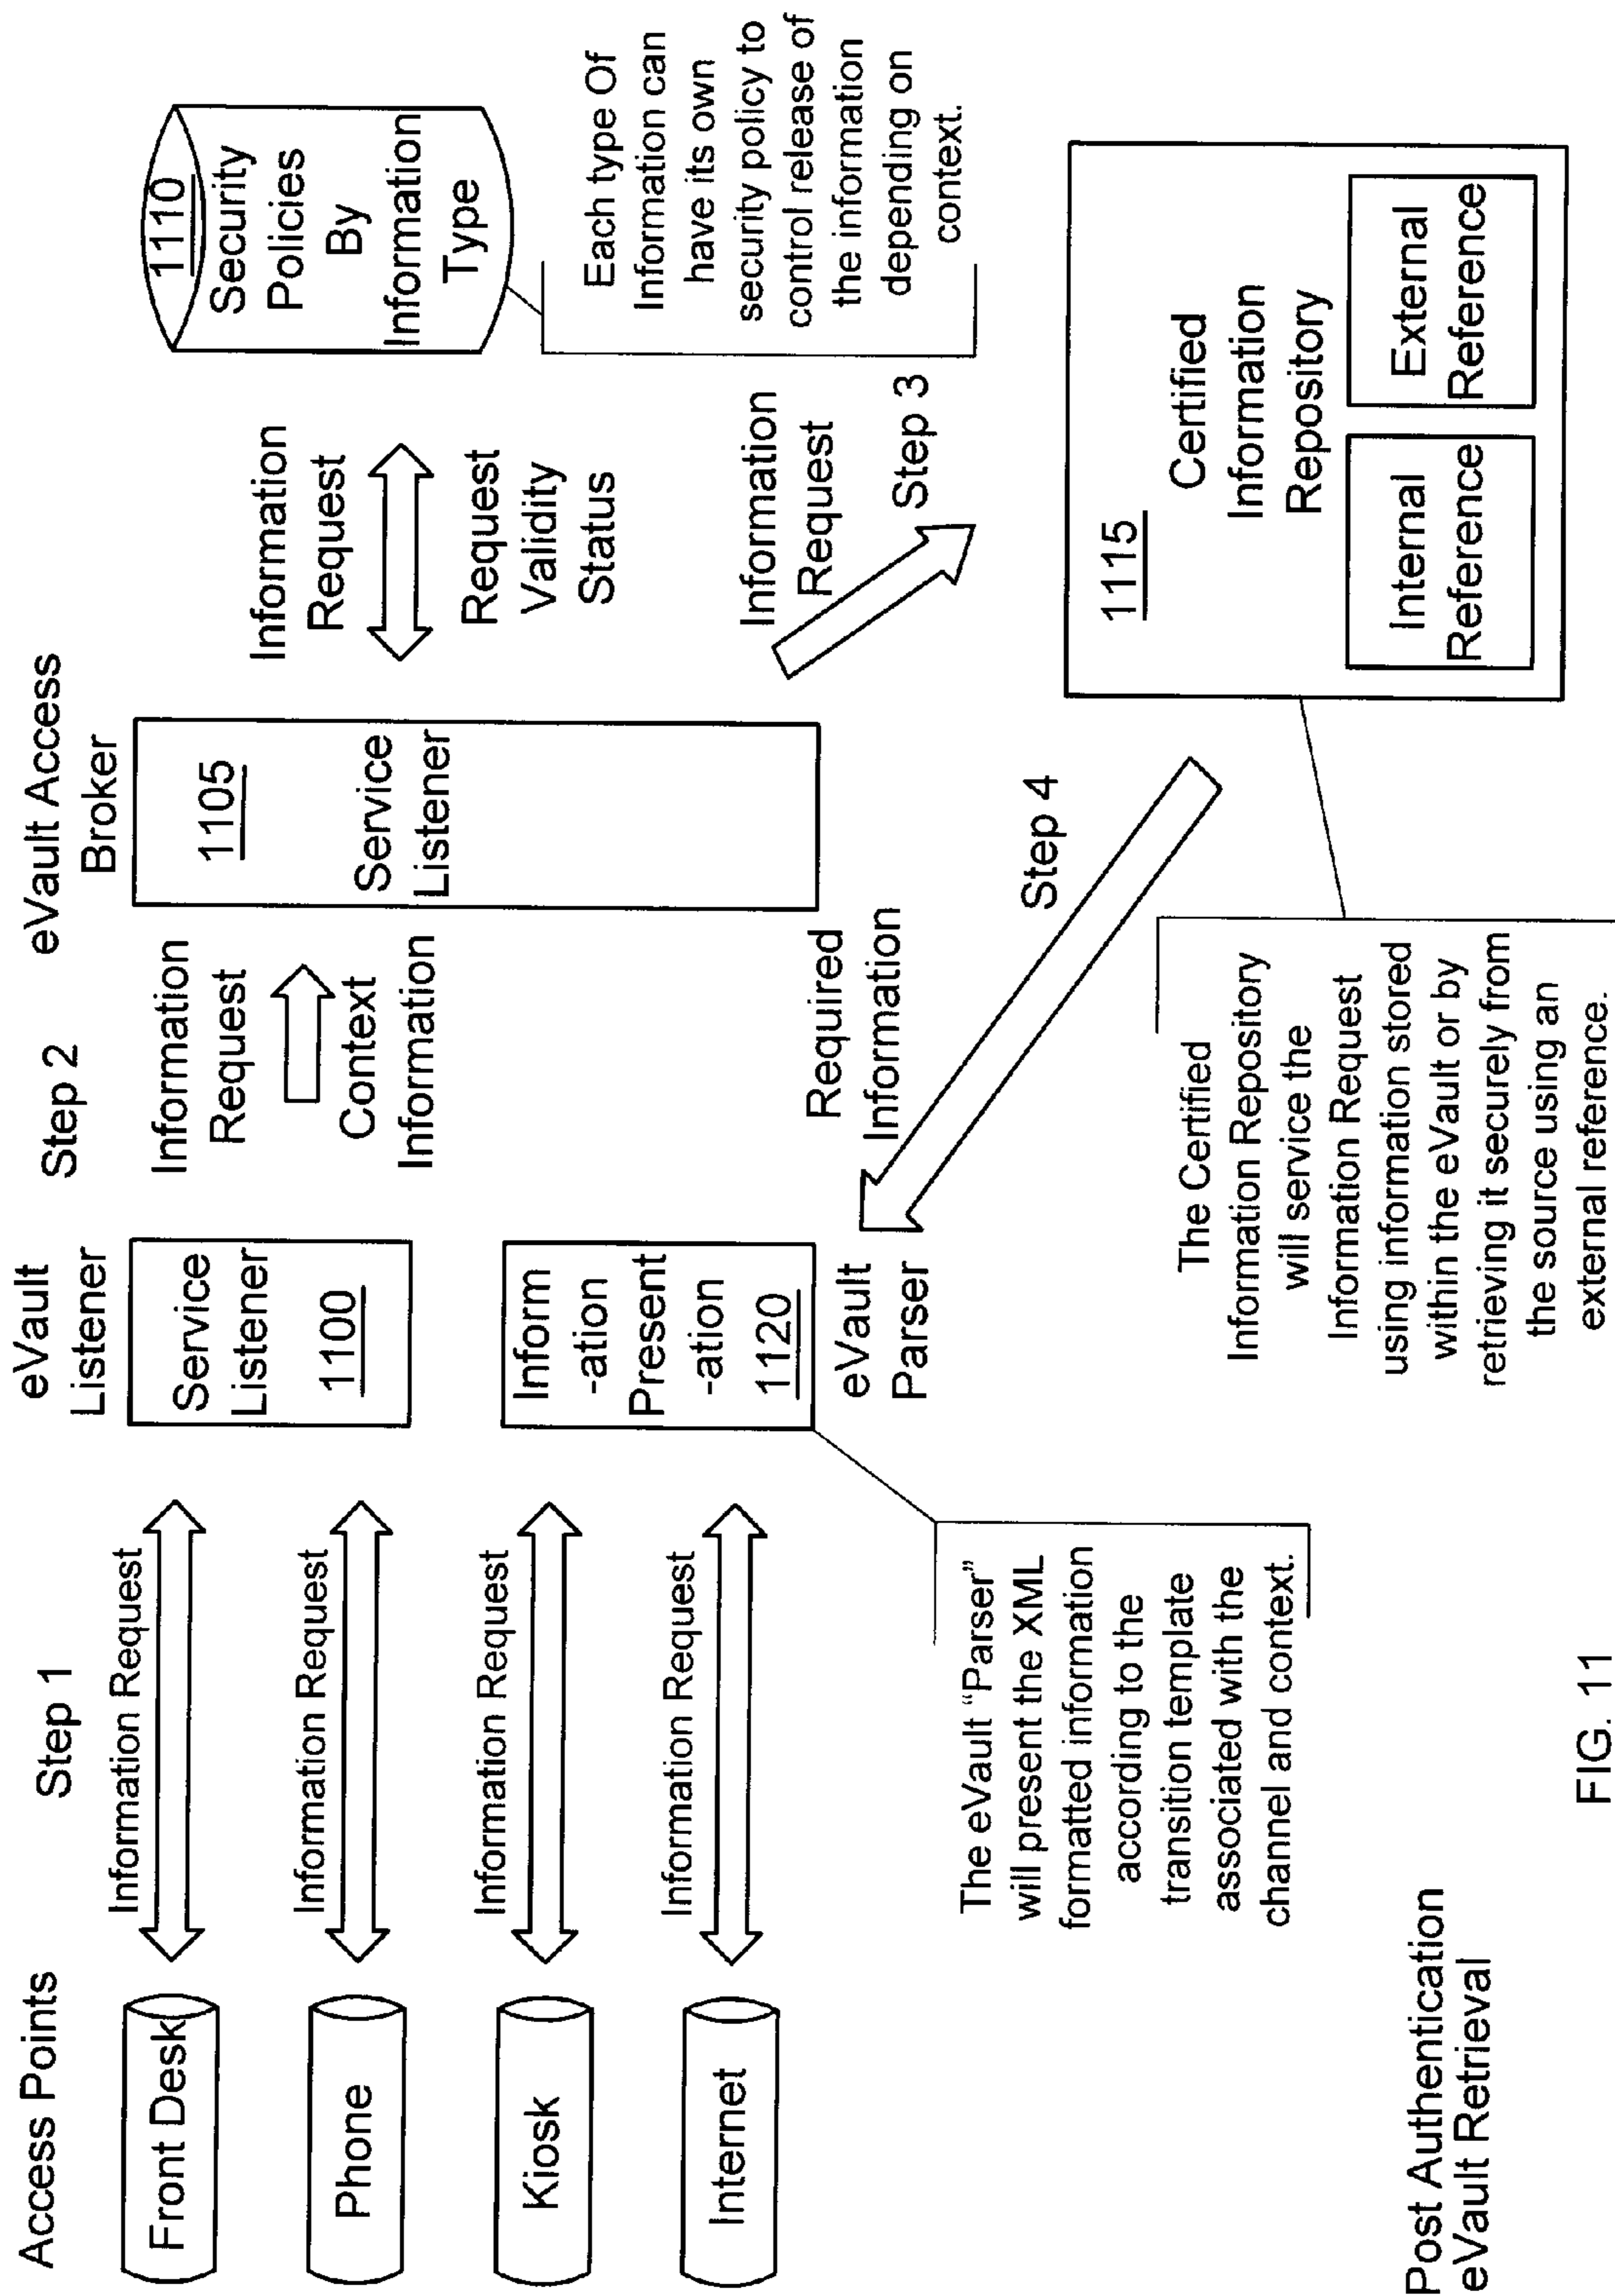 Access Points
Front Desk
Phone
Kiosk
Internet
Step 1
Information Request
Information Request
Information Request
Information Request
eVault
Listener
Service
Listener
1100
Inform
-ation
Present
-ation
1120
eVault
Parser
The eVault “Parser”
will present the XML
formatted information
according to the
transition template
associated with the
channel and context.
Step 2
Information
Request
Context
Information
eVault Access
Broker
1105
Service
Listener
Information
Request
Request
Validity
Status
1110
Security
Policies
By
Information
Type
Each type Of
Information can
have its own
security policy to
control release of
the information
depending on
context.
Information
Request
Step 3
1115
Certified
Information
Repository
Internal
Reference
External
Reference
Step 4
Required
Information
The Certified
Information Repository
will service the
Information Request
using information stored
within the eVault or by
retrieving it securely from
the source using an
external reference.
Post Authentication
eVault Retrieval
FIG. 11